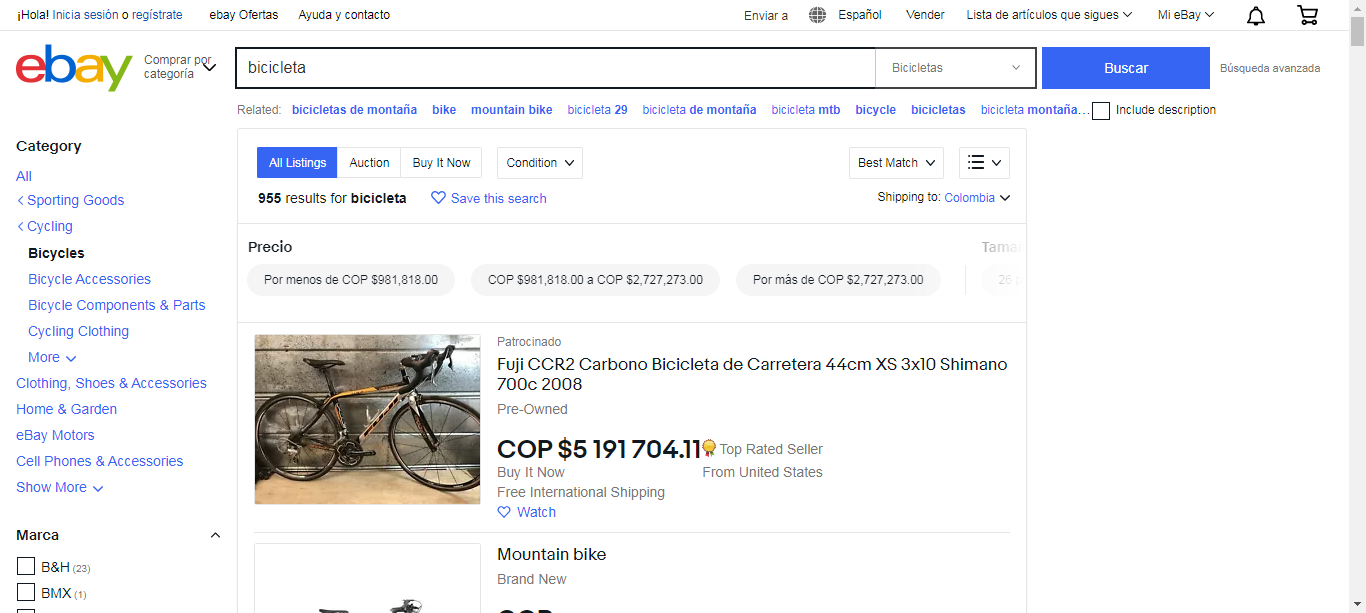 ¡Hola! Inicia sesión o regístrate
ebay Ofertas
Ayuda y contacto
Enviar a
Español
Vender
Lista de artículos que sigues
Mi eBay
ebay
Comprar por
categoría
bicicleta
Bicicletas
Buscar
Búsqueda avanzada
Related: bicicletas de montaña bike mountain bike bicicleta 29 bicicleta de montaña bicicleta mtb bicycle bicicletas bicicleta montaña…
Include description
Category
All
Sporting Goods
Cycling
Bicycles
Bicycle Accessories
Bicycle Components & Parts
Cycling Clothing
More
Clothing, Shoes & Accessories
Home & Garden
eBay Motors
Cell Phones & Accessories
Show More
Marca
B&H (23)
BMX (1)
All Listings
Auction
Buy It Now
Condition
Best Match
955 results for bicicleta
Save this search
Shipping to: Colombia
Precio
Por menos de COP $981,818.00
COP $981,818.00 a COP $2,727,273.00
Por más de COP $2,727,273.00
26
Patrocinado
Fuji CCR2 Carbono Bicicleta de Carretera 44cm XS 3x10 Shimano
700c 2008
Pre-Owned
COP $5 191 704.11
Top Rated Seller
Buy It Now
From United States
Free International Shipping
Watch
Mountain bike
Brand New